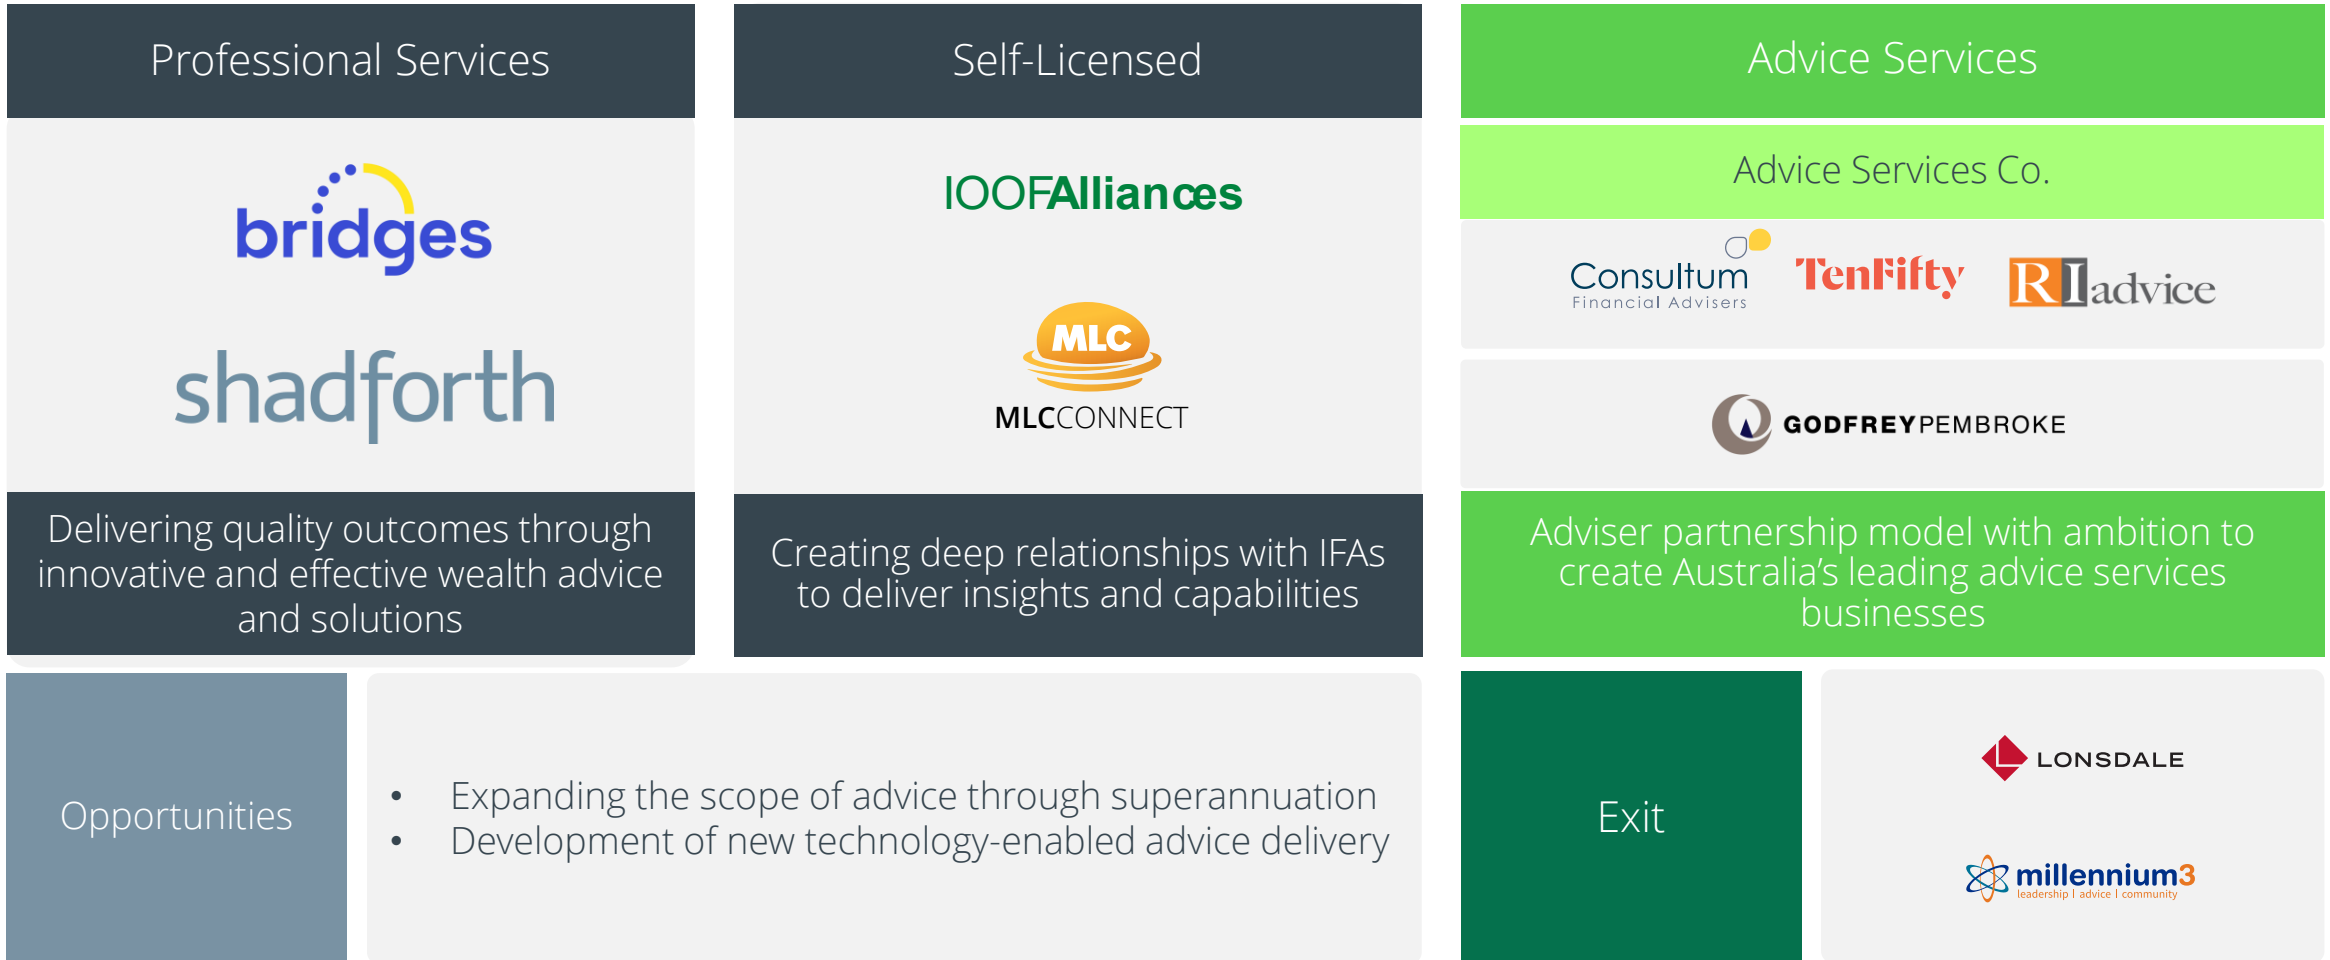 Professional Services
bridges
shadforth
Delivering quality outcomes through
innovative and effective wealth advice
and solutions
Self-Licensed
IOOFAlliances
MLC
MLCCONNECT
Creating deep relationships with IFAs
to deliver insights and capabilities
Advice Services
Advice Services Co.
Consultum
Financial Advisers
TenFifty
RI advice
GODFREYPEMBROKE
Adviser partnership model with ambition to
create Australia’s leading advice services
businesses
Opportunities
• Expanding the scope of advice through superannuation
• Development of new technology-enabled advice delivery
Exit
LONSDALE
millennium3
leadership | advice | community